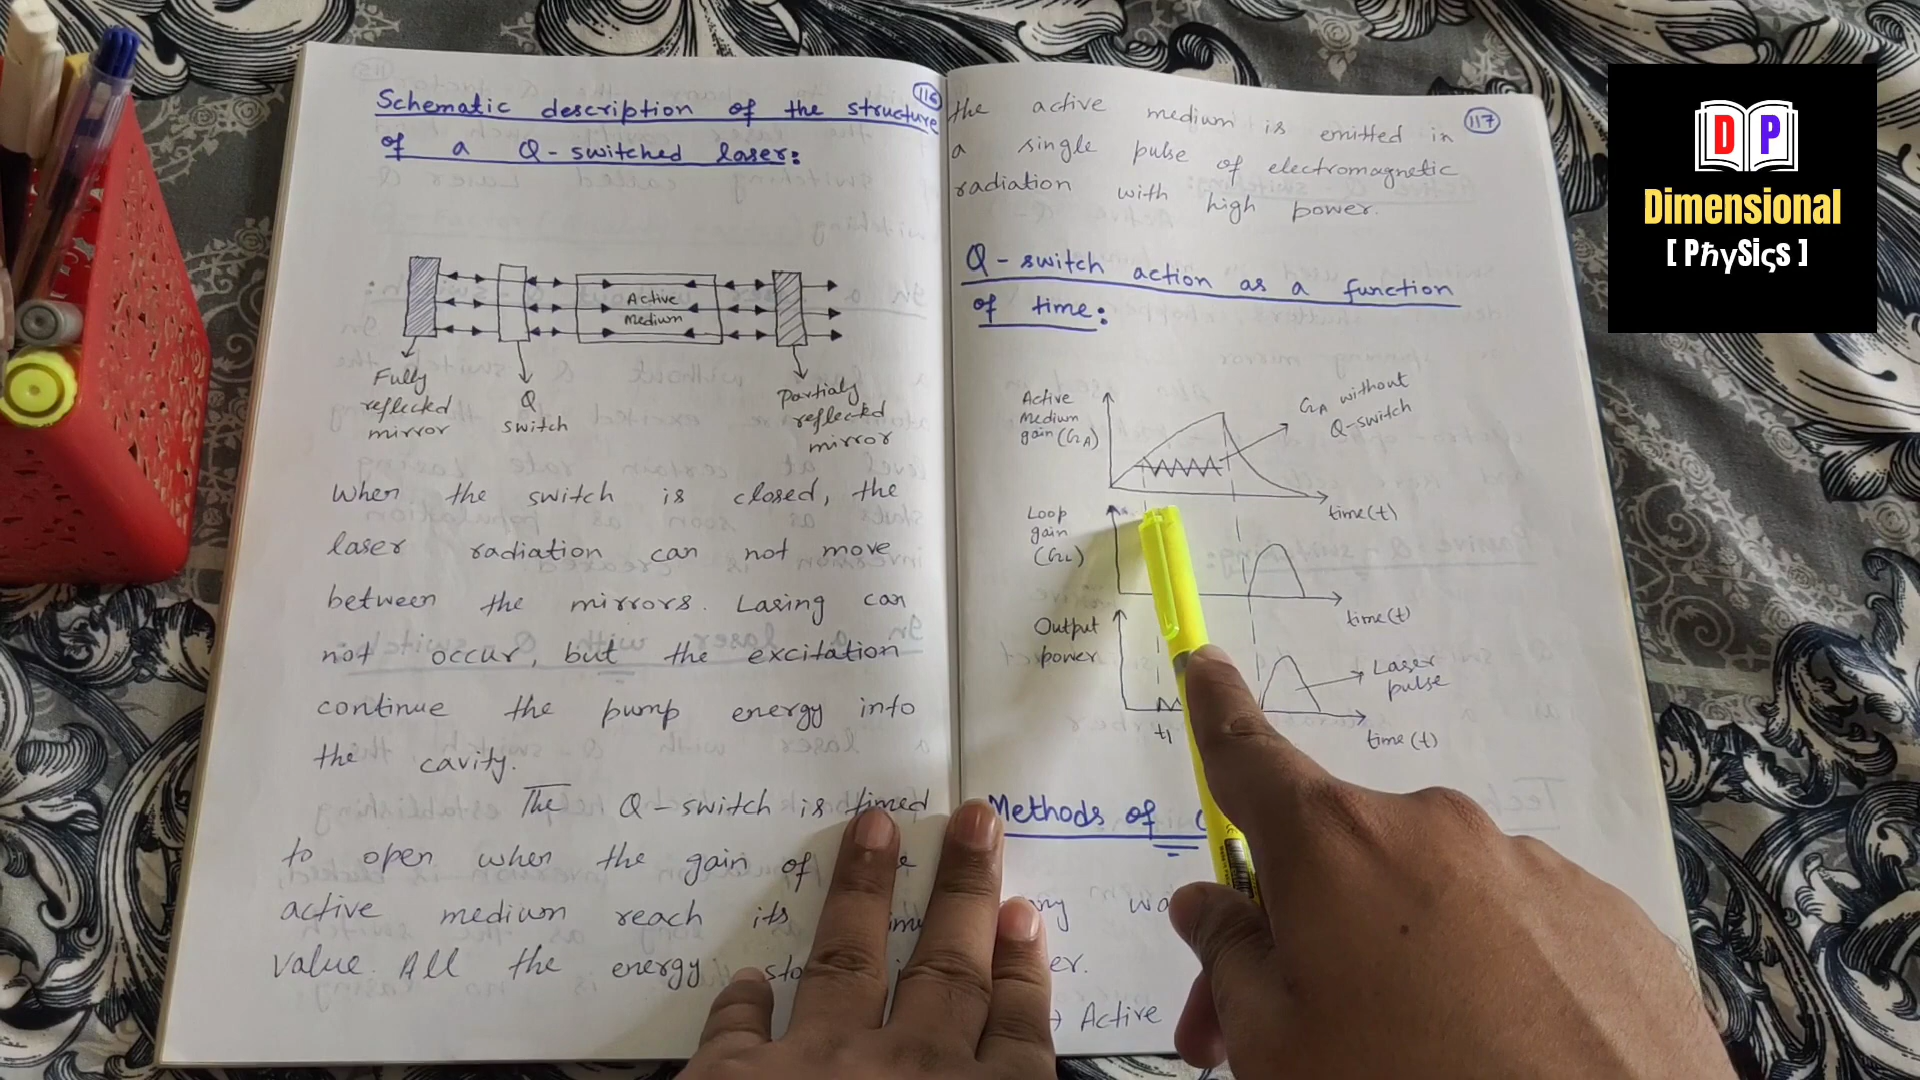 116
Schematic description of the structure
of a Q-switched laser:
Active
Medium
Fully
reflected
mirror
Q
switch
Partialy
reflected
mirror
When the switch is closed, the
laser radiation can not move
between the mirrors. Lasing can
not occur, but the excitation
continue the pump energy into
the cavity.
The Q-switch is timed
to open when the gain of
active medium reach its
value. All the energy
117
the active medium is emitted in
a single pulse of electromagnetic
radiation with high power.
Q-switch action as a function
of time:
Active
Medium
gain (GA)
GA without
Q-switch
time(t)
Loop
gain
(GL)
time(t)
Output
power
Laser
pulse
t1
time(t)
Methods of
Active
DP
Dimensional
[ PhySics ]